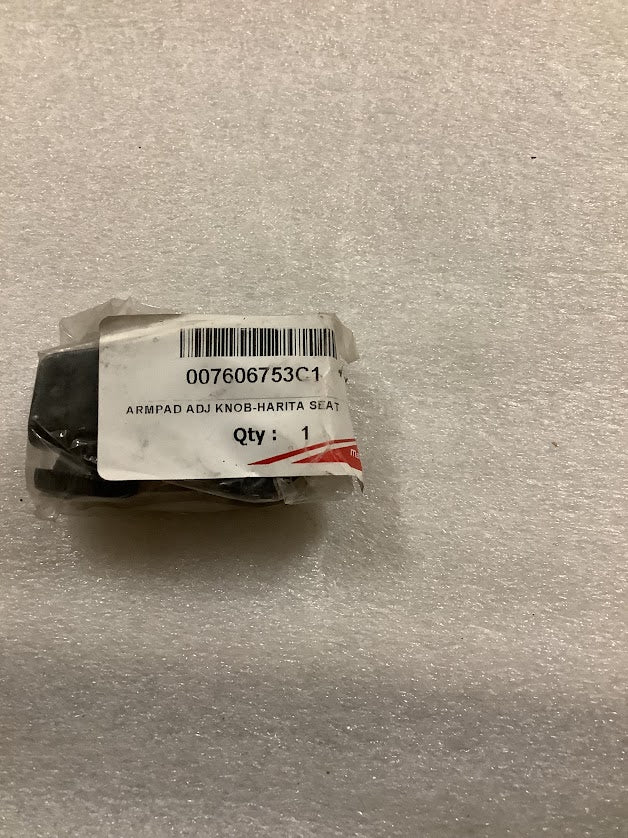 007606753C1
ARMPAD ADJ KNOB-HARITA SEAT
Qty : 1